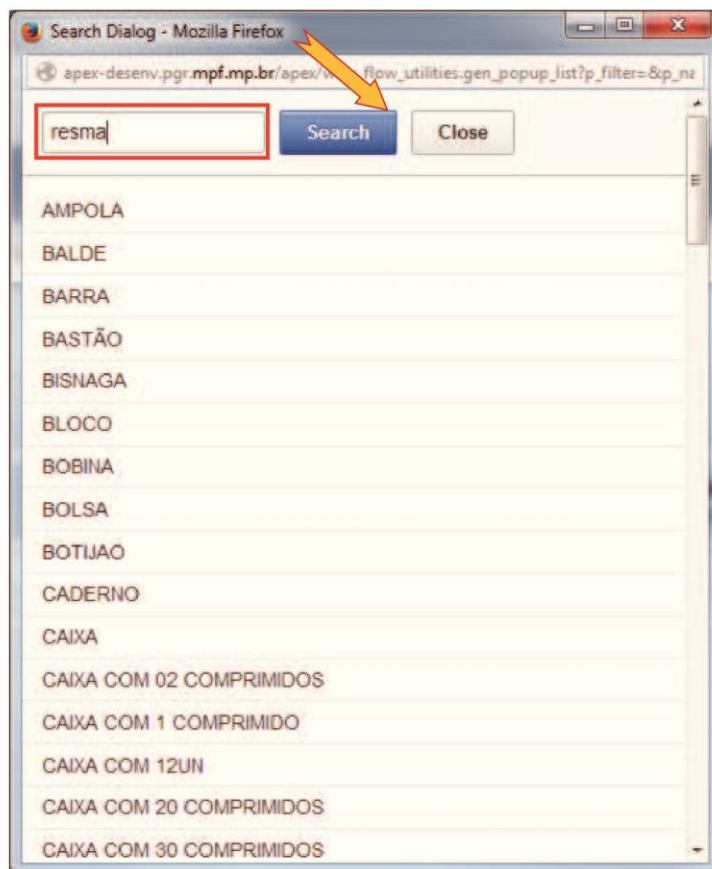 Search Dialog - Mozilla Firefox
apex-desenv.pgr.mpf.mp.br/apex/w flow_utilities.gen_popup_list?p_filter=&p_na
resma Search Close
AMPOLA
BALDE
BARRA
BASTÃO
BISNAGA
BLOCO
BOBINA
BOLSA
BOTIJAO
CADERNO
CAIXA
CAIXA COM 02 COMPRIMIDOS
CAIXA COM 1 COMPRIMIDO
CAIXA COM 12UN
CAIXA COM 20 COMPRIMIDOS
CAIXA COM 30 COMPRIMIDOS